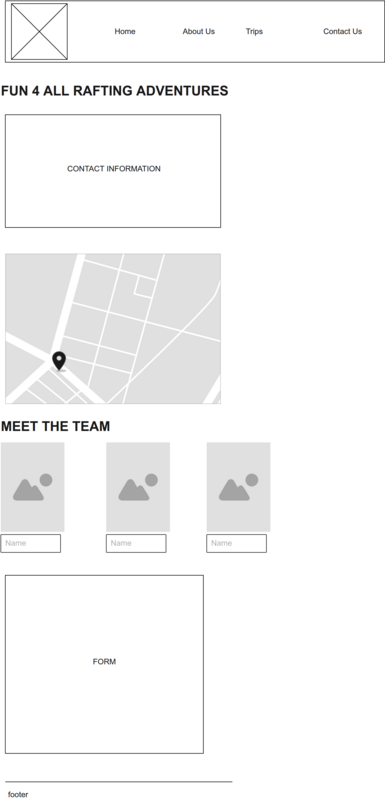 Home About Us Trips Contact Us
FUN 4 ALL RAFTING ADVENTURES
CONTACT INFORMATION
MEET THE TEAM
Name Name Name
FORM
footer